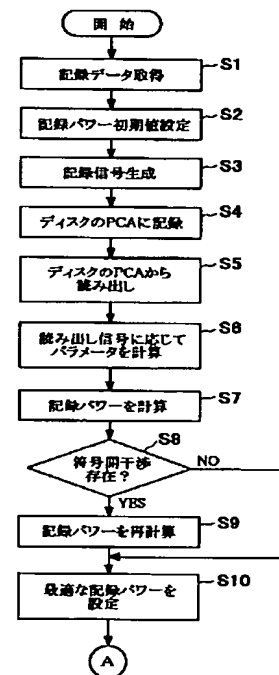 開 始
記録データ取得
S1
記録パワー初期値設定
S2
記録信号生成
S3
ディスクのPCAに記録
S4
ディスクのPCAから
読み出し
S5
読み出し信号に応じて
パラメータを計算
S6
記録パワーを計算
S7
符号間干渉
存在?
S8
NO
YES
記録パワーを再計算
S9
最適な記録パワーを
設定
S10
A